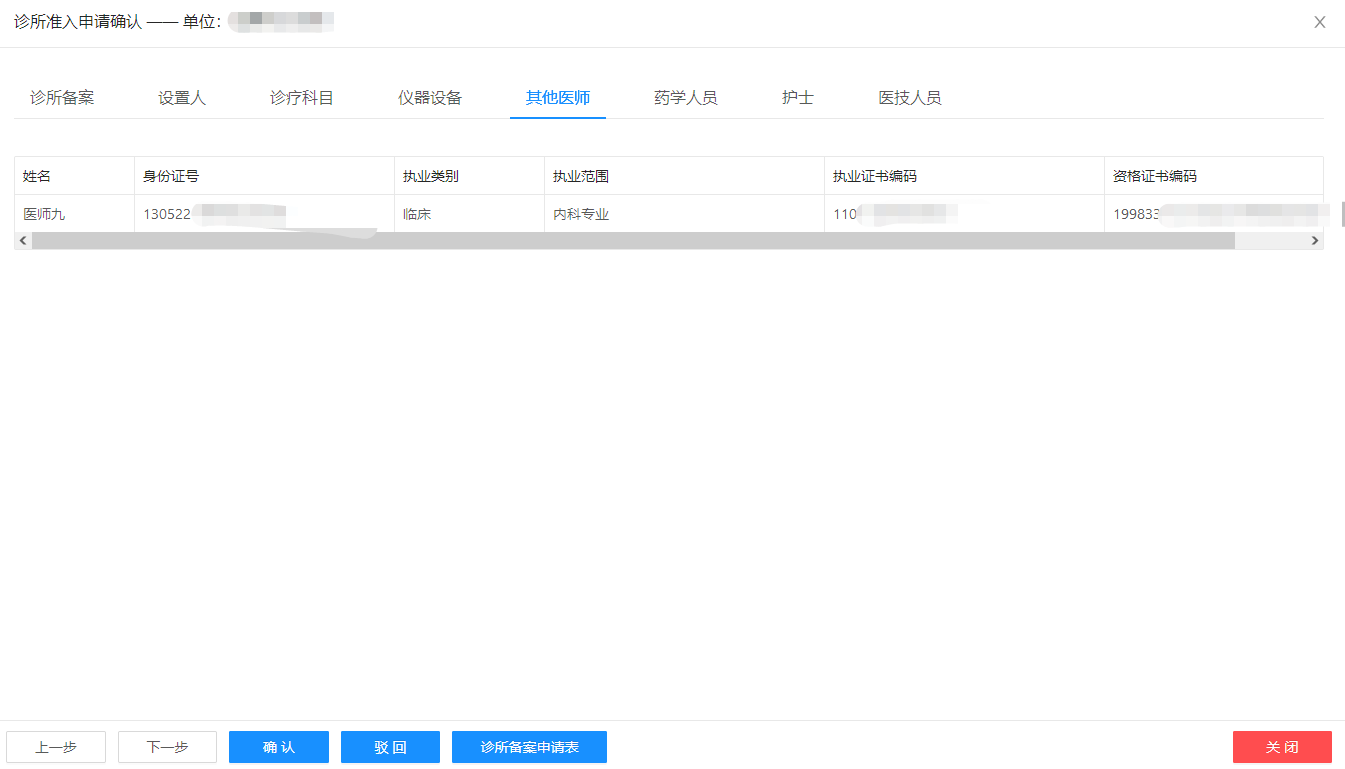 诊所准入申请确认 —— 单位：
诊所备案 设置人 诊疗科目 仪器设备 其他医师 药学人员 护士 医技人员
姓名 身份证号 执业类别 执业范围 执业证书编码 资格证书编码
医师九 130522 临床 内科专业 110 199833
上一步 下一步 确 认 驳 回 诊所备案申请表 关 闭